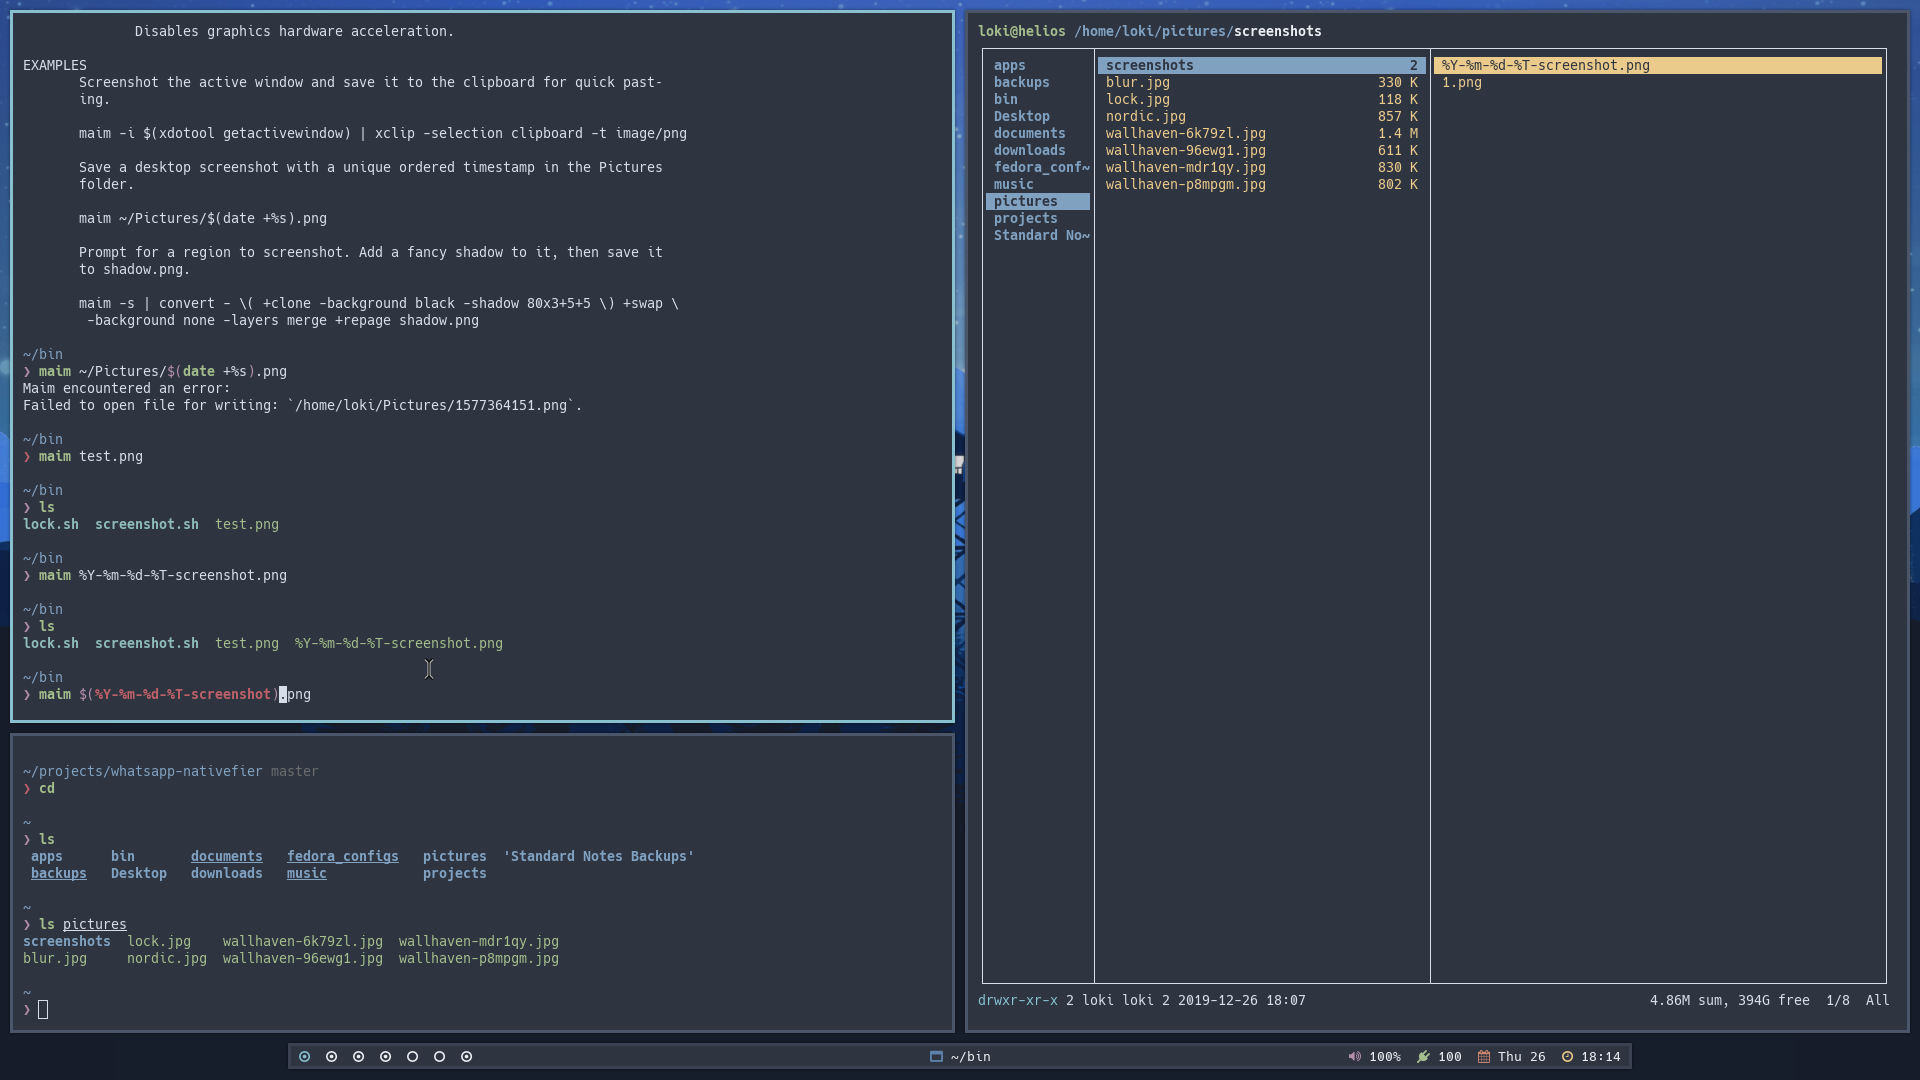 Disables graphics hardware acceleration.
EXAMPLES
Screenshot the active window and save it to the clipboard for quick past-
ing.
maim -i $(xdotool getactivewindow) | xclip -selection clipboard -t image/png
Save a desktop screenshot with a unique ordered timestamp in the Pictures
folder.
maim ~/Pictures/$(date +%s).png
Prompt for a region to screenshot. Add a fancy shadow to it, then save it
to shadow.png.
maim -s | convert - \( +clone -background black -shadow 80x3+5+5 \) +swap \
-background none -layers merge +repage shadow.png
~/bin
❯ maim ~/Pictures/$(date +%s).png
Maim encountered an error:
Failed to open file for writing: `/home/loki/Pictures/1577364151.png`.
~/bin
❯ maim test.png
~/bin
❯ ls
lock.sh  screenshot.sh  test.png
~/bin
❯ maim %Y-%m-%d-%T-screenshot.png
~/bin
❯ ls
lock.sh  screenshot.sh  test.png  %Y-%m-%d-%T-screenshot.png
~/bin
❯ maim $(%Y-%m-%d-%T-screenshot).png
~/projects/whatsapp-nativefier master
❯ cd
~
❯ ls
apps      bin       documents   fedora_configs   pictures  'Standard Notes Backups'
backups   Desktop   downloads   music            projects
~
❯ ls pictures
screenshots  lock.jpg    wallhaven-6k79zl.jpg  wallhaven-mdr1qy.jpg
blur.jpg     nordic.jpg  wallhaven-96ewg1.jpg  wallhaven-p8mpgm.jpg
~
❯
loki@helios /home/loki/pictures/screenshots
apps
backups
bin
Desktop
documents
downloads
fedora_conf~
music
pictures
projects
Standard No~
screenshots 2
blur.jpg 330 K
lock.jpg 118 K
nordic.jpg 857 K
wallhaven-6k79zl.jpg 1.4 M
wallhaven-96ewg1.jpg 611 K
wallhaven-mdr1qy.jpg 830 K
wallhaven-p8mpgm.jpg 802 K
%Y-%m-%d-%T-screenshot.png
1.png
drwxr-xr-x 2 loki loki 2 2019-12-26 18:07 4.86M sum, 394G free  1/8  All
~/bin 100% 100 Thu 26 18:14